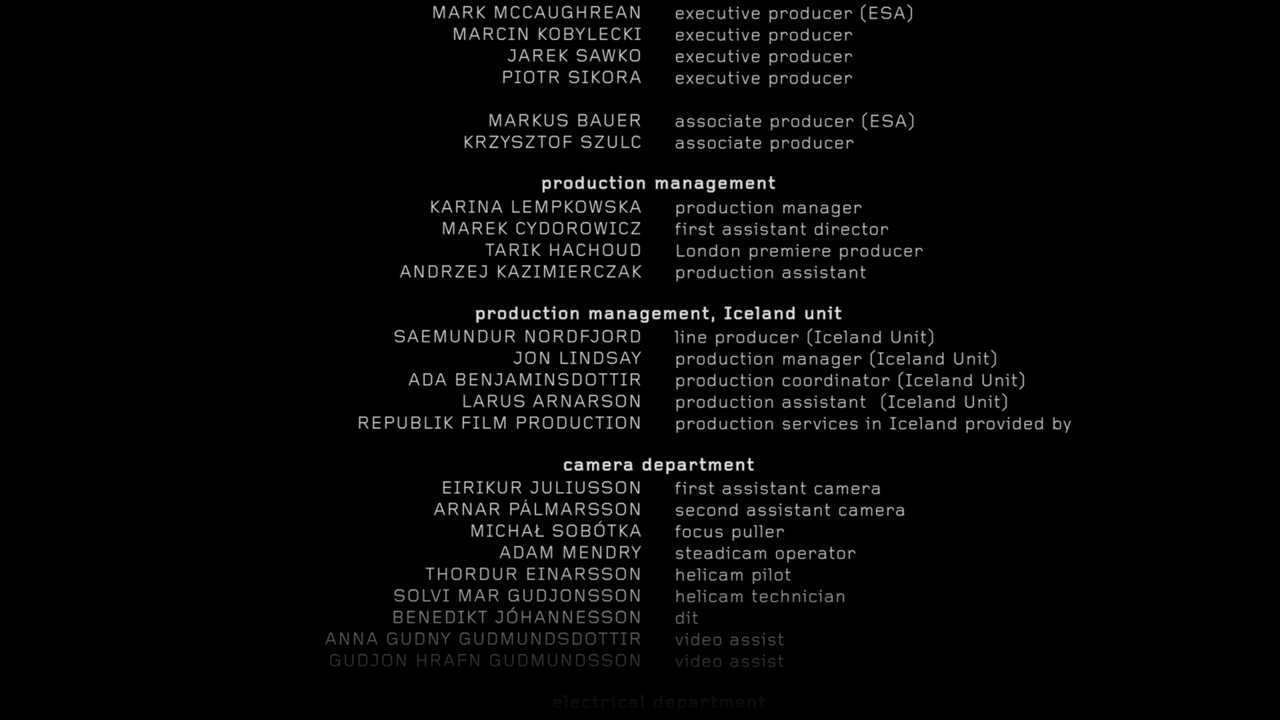 MARK MCCAUGHREAN executive producer (ESA)
MARCIN KOBYLECKI executive producer
JAREK SAWKO executive producer
PIOTR SIKORA executive producer
MARKUS BAUER associate producer (ESA)
KRZYSZTOF SZULC associate producer
production management
KARINA LEMPKOWSKA production manager
MAREK CYDOROWICZ first assistant director
TARIK HACHOUD London premiere producer
ANDRZEJ KAZIMIERCZAK production assistant
production management, Iceland unit
SAEMUNDUR NORDFJORD line producer (Iceland Unit)
JON LINDSAY production manager (Iceland Unit)
ADA BENJAMINSDOTTIR production coordinator (Iceland Unit)
LARUS ARNARSON production assistant (Iceland Unit)
REPUBLIK FILM PRODUCTION production services in Iceland provided by
camera department
EIRIKUR JULIUSSON first assistant camera
ARNAR PÁLMARSSON second assistant camera
MICHAŁ SOBÓTKA focus puller
ADAM MENDRY steadicam operator
THORDUR EINARSSON helicam pilot
SOLVI MAR GUDJONSSON helicam technician
BENEDIKT JÓHANNESSON dit
ANNA GUDNY GUDMUNDSDOTTIR video assist
GUDJON HRAFN GUDMUNDSSON video assist
electrical department